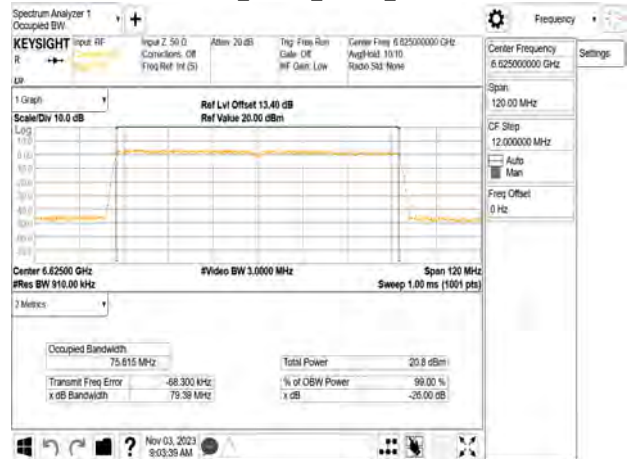 Spectrum Analyzer 1
Occupied BW
Frequency
KEYSIGHT
Input: RF
Input Z: 50 Ω
Corrections: Off
Freq Ref: Int (S)
Atten: 20 dB
Trig: Free Run
Gate: Off
#IF Gain: Low
Center Freq: 6.625000000 GHz
Avg|Hold: 10/10
Radio Std: None
Center Frequency
6.625000000 GHz
Settings
Span
120.00 MHz
CF Step
12.000000 MHz
Auto
Man
Freq Offset
0 Hz
1 Graph
Scale/Div 10.0 dB
Ref Lvl Offset 13.40 dB
Ref Value 20.00 dBm
Log
Center 6.62500 GHz
#Video BW 3.0000 MHz
Span 120 MHz
#Res BW 910.00 kHz
Sweep 1.00 ms (1001 pts)
2 Metrics
Occupied Bandwidth
75.615 MHz
Total Power
20.8 dBm
Transmit Freq Error
-68.300 kHz
% of OBW Power
99.00 %
x dB Bandwidth
79.39 MHz
x dB
-26.00 dB
Nov 03, 2023
9:03:39 AM